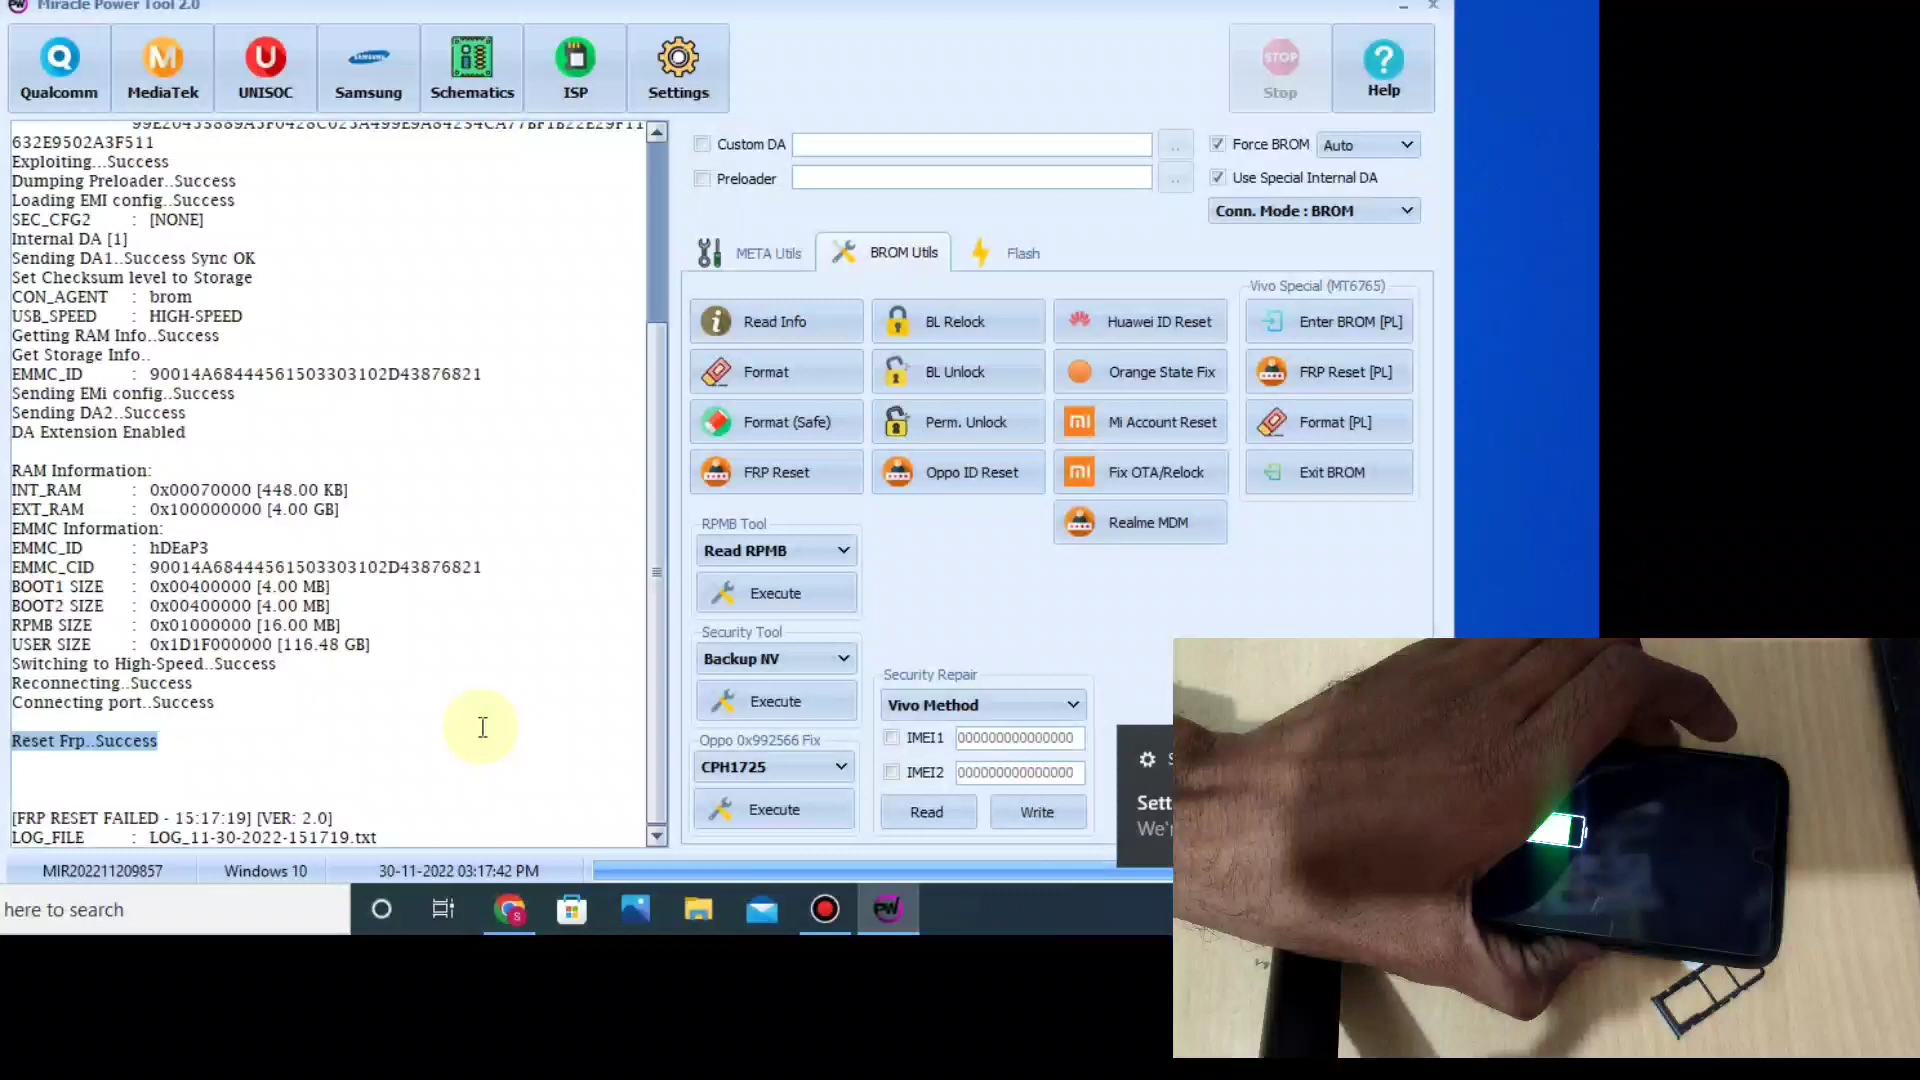 Miracle Power Tool 2.0
Qualcomm
MediaTek
UNISOC
SAMSUNG
Samsung
Schematics
ISP
Settings
STOP
Stop
Help
632E9502A3F511
Exploiting...Success
Dumping Preloader..Success
Loading EMI config..Success
SEC_CFG2 : [NONE]
Internal DA [1]
Sending DA1..Success Sync OK
Set Checksum level to Storage
CON_AGENT : brom
USB_SPEED : HIGH-SPEED
Getting RAM Info..Success
Get Storage Info..
EMMC_ID : 90014A68444561503303102D43876821
Sending EMi config..Success
Sending DA2..Success
DA Extension Enabled
RAM Information:
INT_RAM : 0x00070000 [448.00 KB]
EXT_RAM : 0x100000000 [4.00 GB]
EMMC Information:
EMMC_ID : hDEaP3
EMMC_CID : 90014A68444561503303102D43876821
BOOT1 SIZE : 0x00400000 [4.00 MB]
BOOT2 SIZE : 0x00400000 [4.00 MB]
RPMB SIZE : 0x01000000 [16.00 MB]
USER SIZE : 0x1D1F000000 [116.48 GB]
Switching to High-Speed..Success
Reconnecting..Success
Connecting port..Success
Reset Frp..Success
[FRP RESET FAILED - 15:17:19] [VER: 2.0]
LOG_FILE : LOG_11-30-2022-151719.txt
Custom DA
..
Force BROM
Auto
Preloader
..
Use Special Internal DA
Conn. Mode : BROM
META Utils
BROM Utils
Flash
Read Info
BL Relock
Huawei ID Reset
Format
BL Unlock
Orange State Fix
Format (Safe)
Perm. Unlock
Mi Account Reset
FRP Reset
Oppo ID Reset
Fix OTA/Relock
Realme MDM
Vivo Special (MT6765)
Enter BROM [PL]
FRP Reset [PL]
Format [PL]
Exit BROM
RPMB Tool
Read RPMB
Execute
Security Tool
Backup NV
Execute
Oppo 0x992566 Fix
CPH1725
Execute
Security Repair
Vivo Method
IMEI1 000000000000000
IMEI2 000000000000000
Read
Write
Sett
We'r
MIR202211209857
Windows 10
30-11-2022 03:17:42 PM
here to search
PW